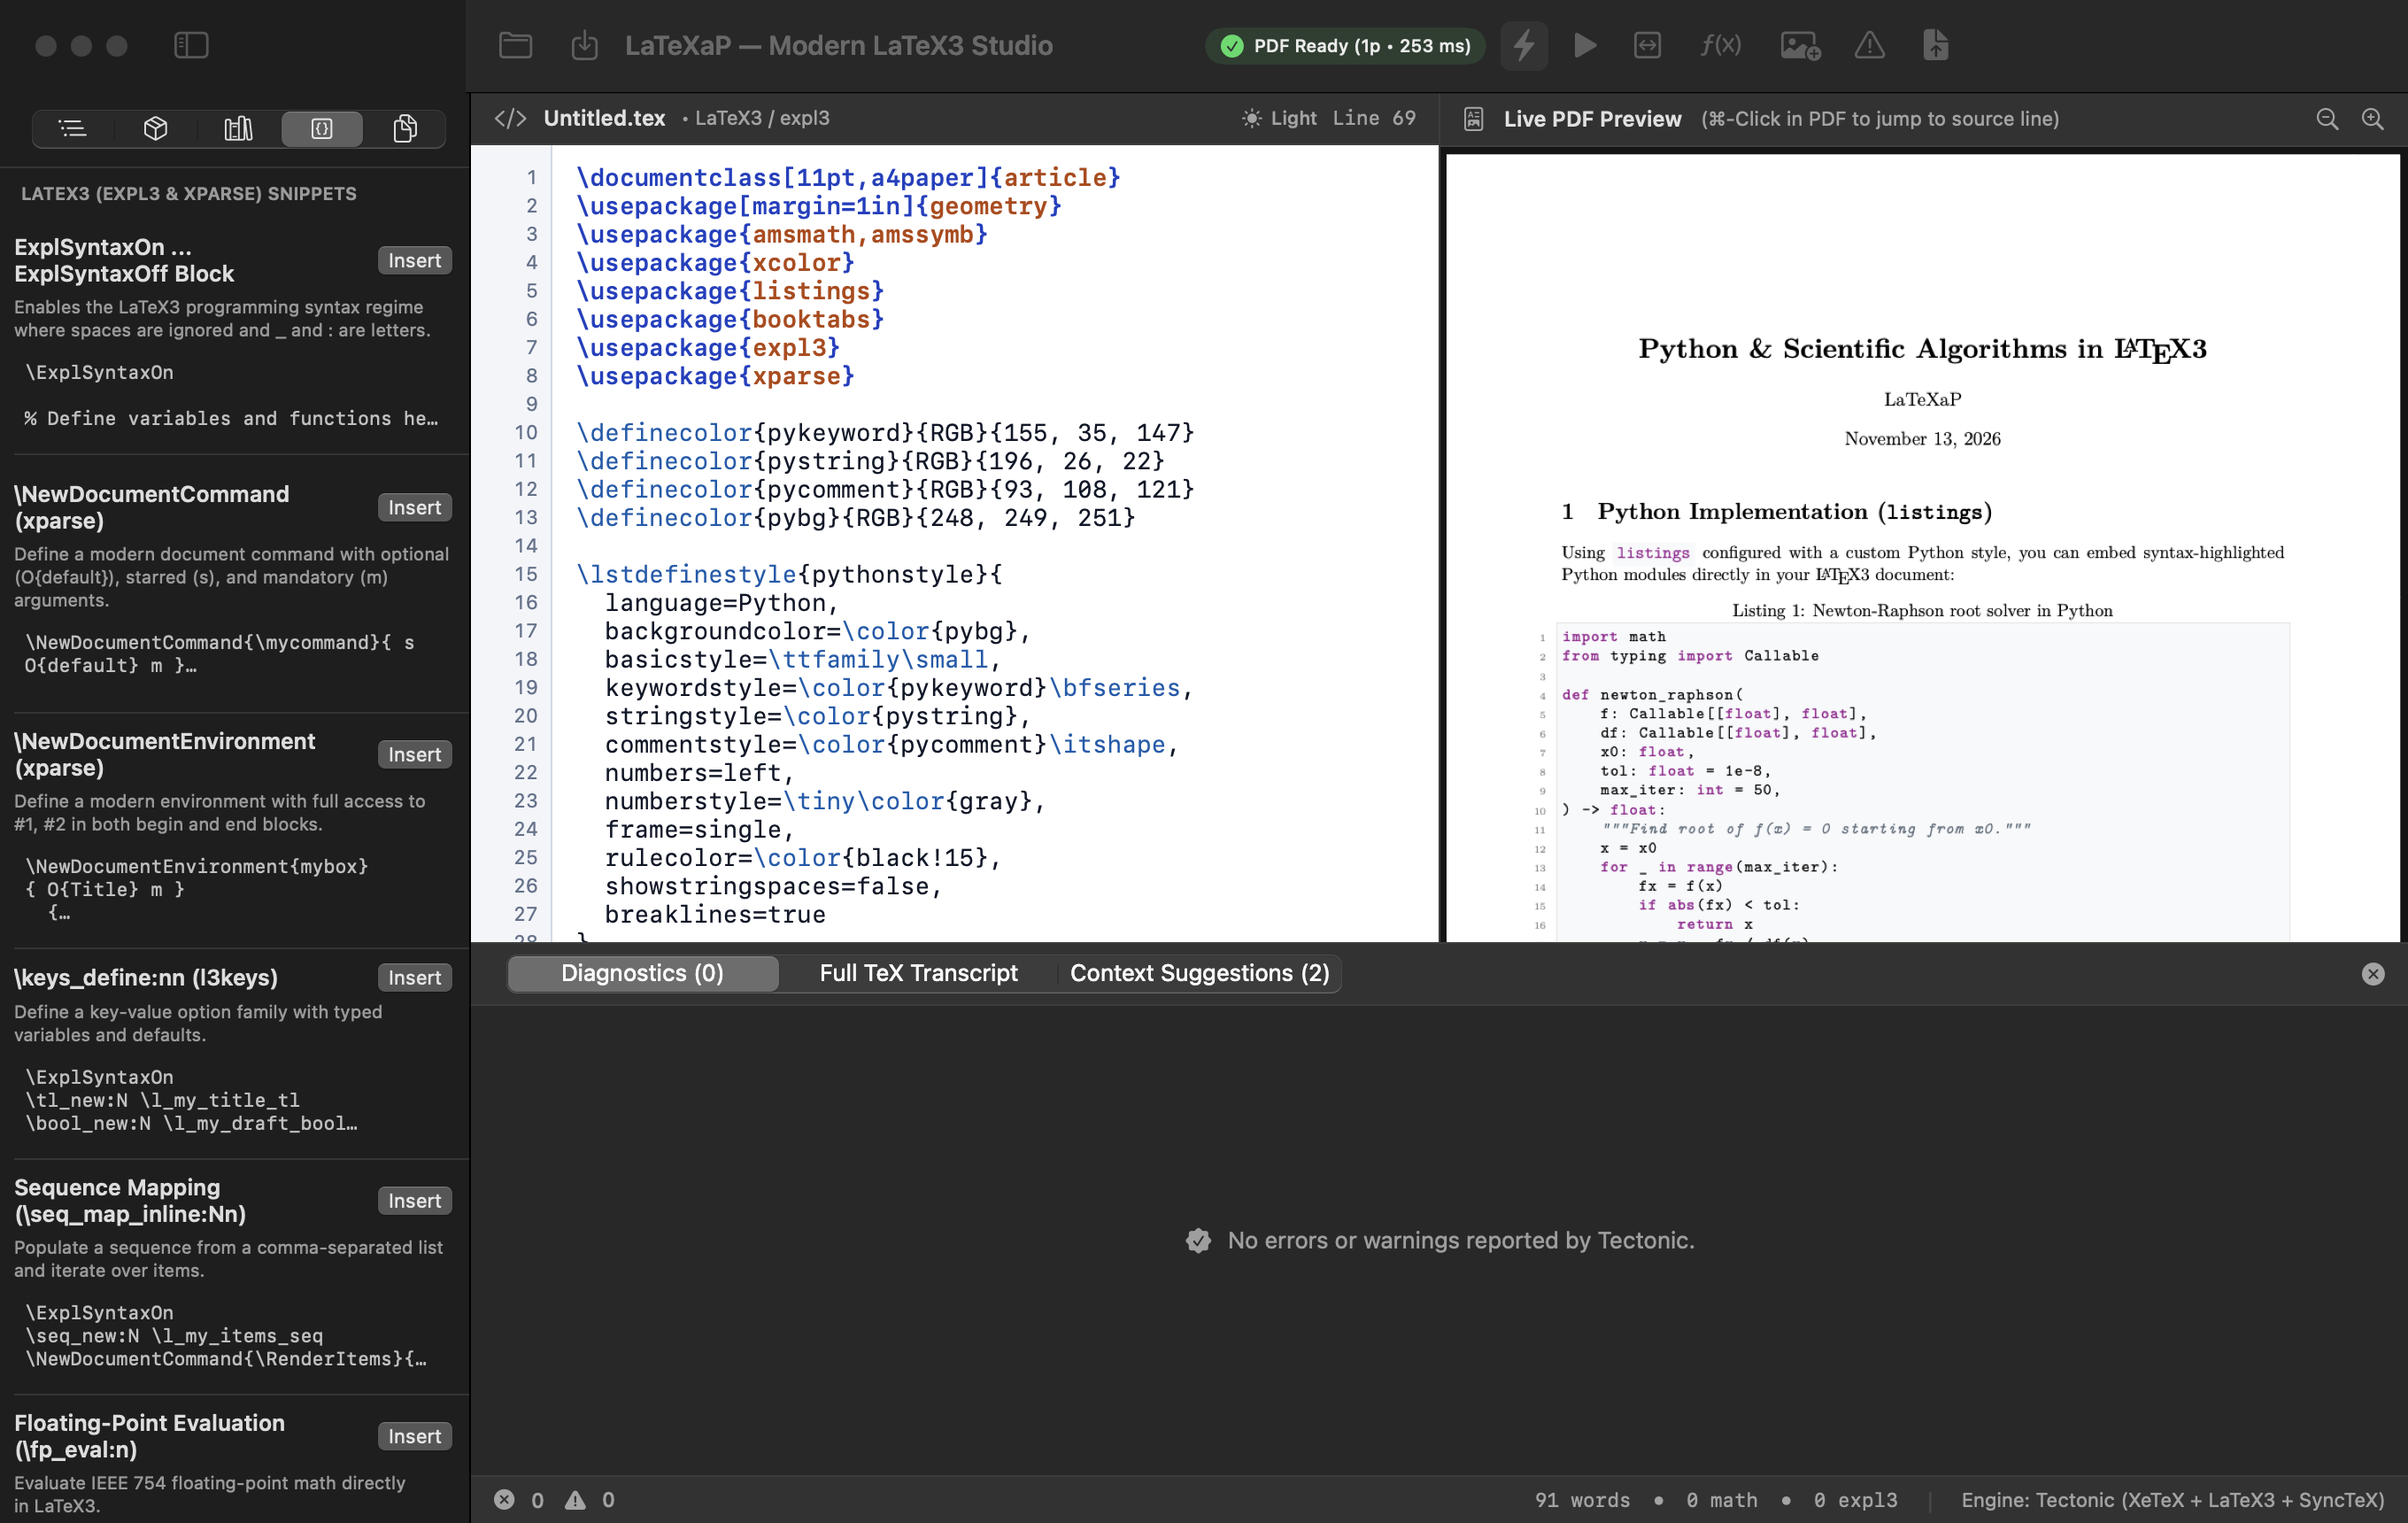 LaTeXaP — Modern LaTeX3 Studio
PDF Ready (1p • 253 ms)
f(x)
LATEX3 (EXPL3 & XPARSE) SNIPPETS
ExplSyntaxOn ...
ExplSyntaxOff Block
Insert
Enables the LaTeX3 programming syntax regime
where spaces are ignored and _ and : are letters.
\ExplSyntaxOn
% Define variables and functions he…
\NewDocumentCommand
(xparse)
Insert
Define a modern document command with optional
(O{default}), starred (s), and mandatory (m)
arguments.
\NewDocumentCommand{\mycommand}{ s
O{default} m }…
\NewDocumentEnvironment
(xparse)
Insert
Define a modern environment with full access to
#1, #2 in both begin and end blocks.
\NewDocumentEnvironment{mybox}
{ O{Title} m }
{…
\keys_define:nn (l3keys)
Insert
Define a key-value option family with typed
variables and defaults.
\ExplSyntaxOn
\tl_new:N \l_my_title_tl
\bool_new:N \l_my_draft_bool…
Sequence Mapping
(\seq_map_inline:Nn)
Insert
Populate a sequence from a comma-separated list
and iterate over items.
\ExplSyntaxOn
\seq_new:N \l_my_items_seq
\NewDocumentCommand{\RenderItems}{…
Floating-Point Evaluation
(\fp_eval:n)
Insert
Evaluate IEEE 754 floating-point math directly
in LaTeX3.
</> Untitled.tex • LaTeX3 / expl3
Light Line 69
1 \documentclass[11pt,a4paper]{article}
2 \usepackage[margin=1in]{geometry}
3 \usepackage{amsmath,amssymb}
4 \usepackage{xcolor}
5 \usepackage{listings}
6 \usepackage{booktabs}
7 \usepackage{expl3}
8 \usepackage{xparse}
9
10 \definecolor{pykeyword}{RGB}{155, 35, 147}
11 \definecolor{pystring}{RGB}{196, 26, 22}
12 \definecolor{pycomment}{RGB}{93, 108, 121}
13 \definecolor{pybg}{RGB}{248, 249, 251}
14
15 \lstdefinestyle{pythonstyle}{
16 language=Python,
17 backgroundcolor=\color{pybg},
18 basicstyle=\ttfamily\small,
19 keywordstyle=\color{pykeyword}\bfseries,
20 stringstyle=\color{pystring},
21 commentstyle=\color{pycomment}\itshape,
22 numbers=left,
23 numberstyle=\tiny\color{gray},
24 frame=single,
25 rulecolor=\color{black!15},
26 showstringspaces=false,
27 breaklines=true
28 }
Live PDF Preview (⌘-Click in PDF to jump to source line)
Python & Scientific Algorithms in LATEX3
LaTeXaP
November 13, 2026
1 Python Implementation (listings)
Using listings configured with a custom Python style, you can embed syntax-highlighted
Python modules directly in your LATEX3 document:
Listing 1: Newton-Raphson root solver in Python
1 import math
2 from typing import Callable
3
4 def newton_raphson(
5 f: Callable[[float], float],
6 df: Callable[[float], float],
7 x0: float,
8 tol: float = 1e-8,
9 max_iter: int = 50,
10 ) -> float:
11 """Find root of f(x) = 0 starting from x0."""
12 x = x0
13 for _ in range(max_iter):
14 fx = f(x)
15 if abs(fx) < tol:
16 return x
Diagnostics (0)
Full TeX Transcript
Context Suggestions (2)
No errors or warnings reported by Tectonic.
0 0
91 words • 0 math • 0 expl3 | Engine: Tectonic (XeTeX + LaTeX3 + SyncTeX)